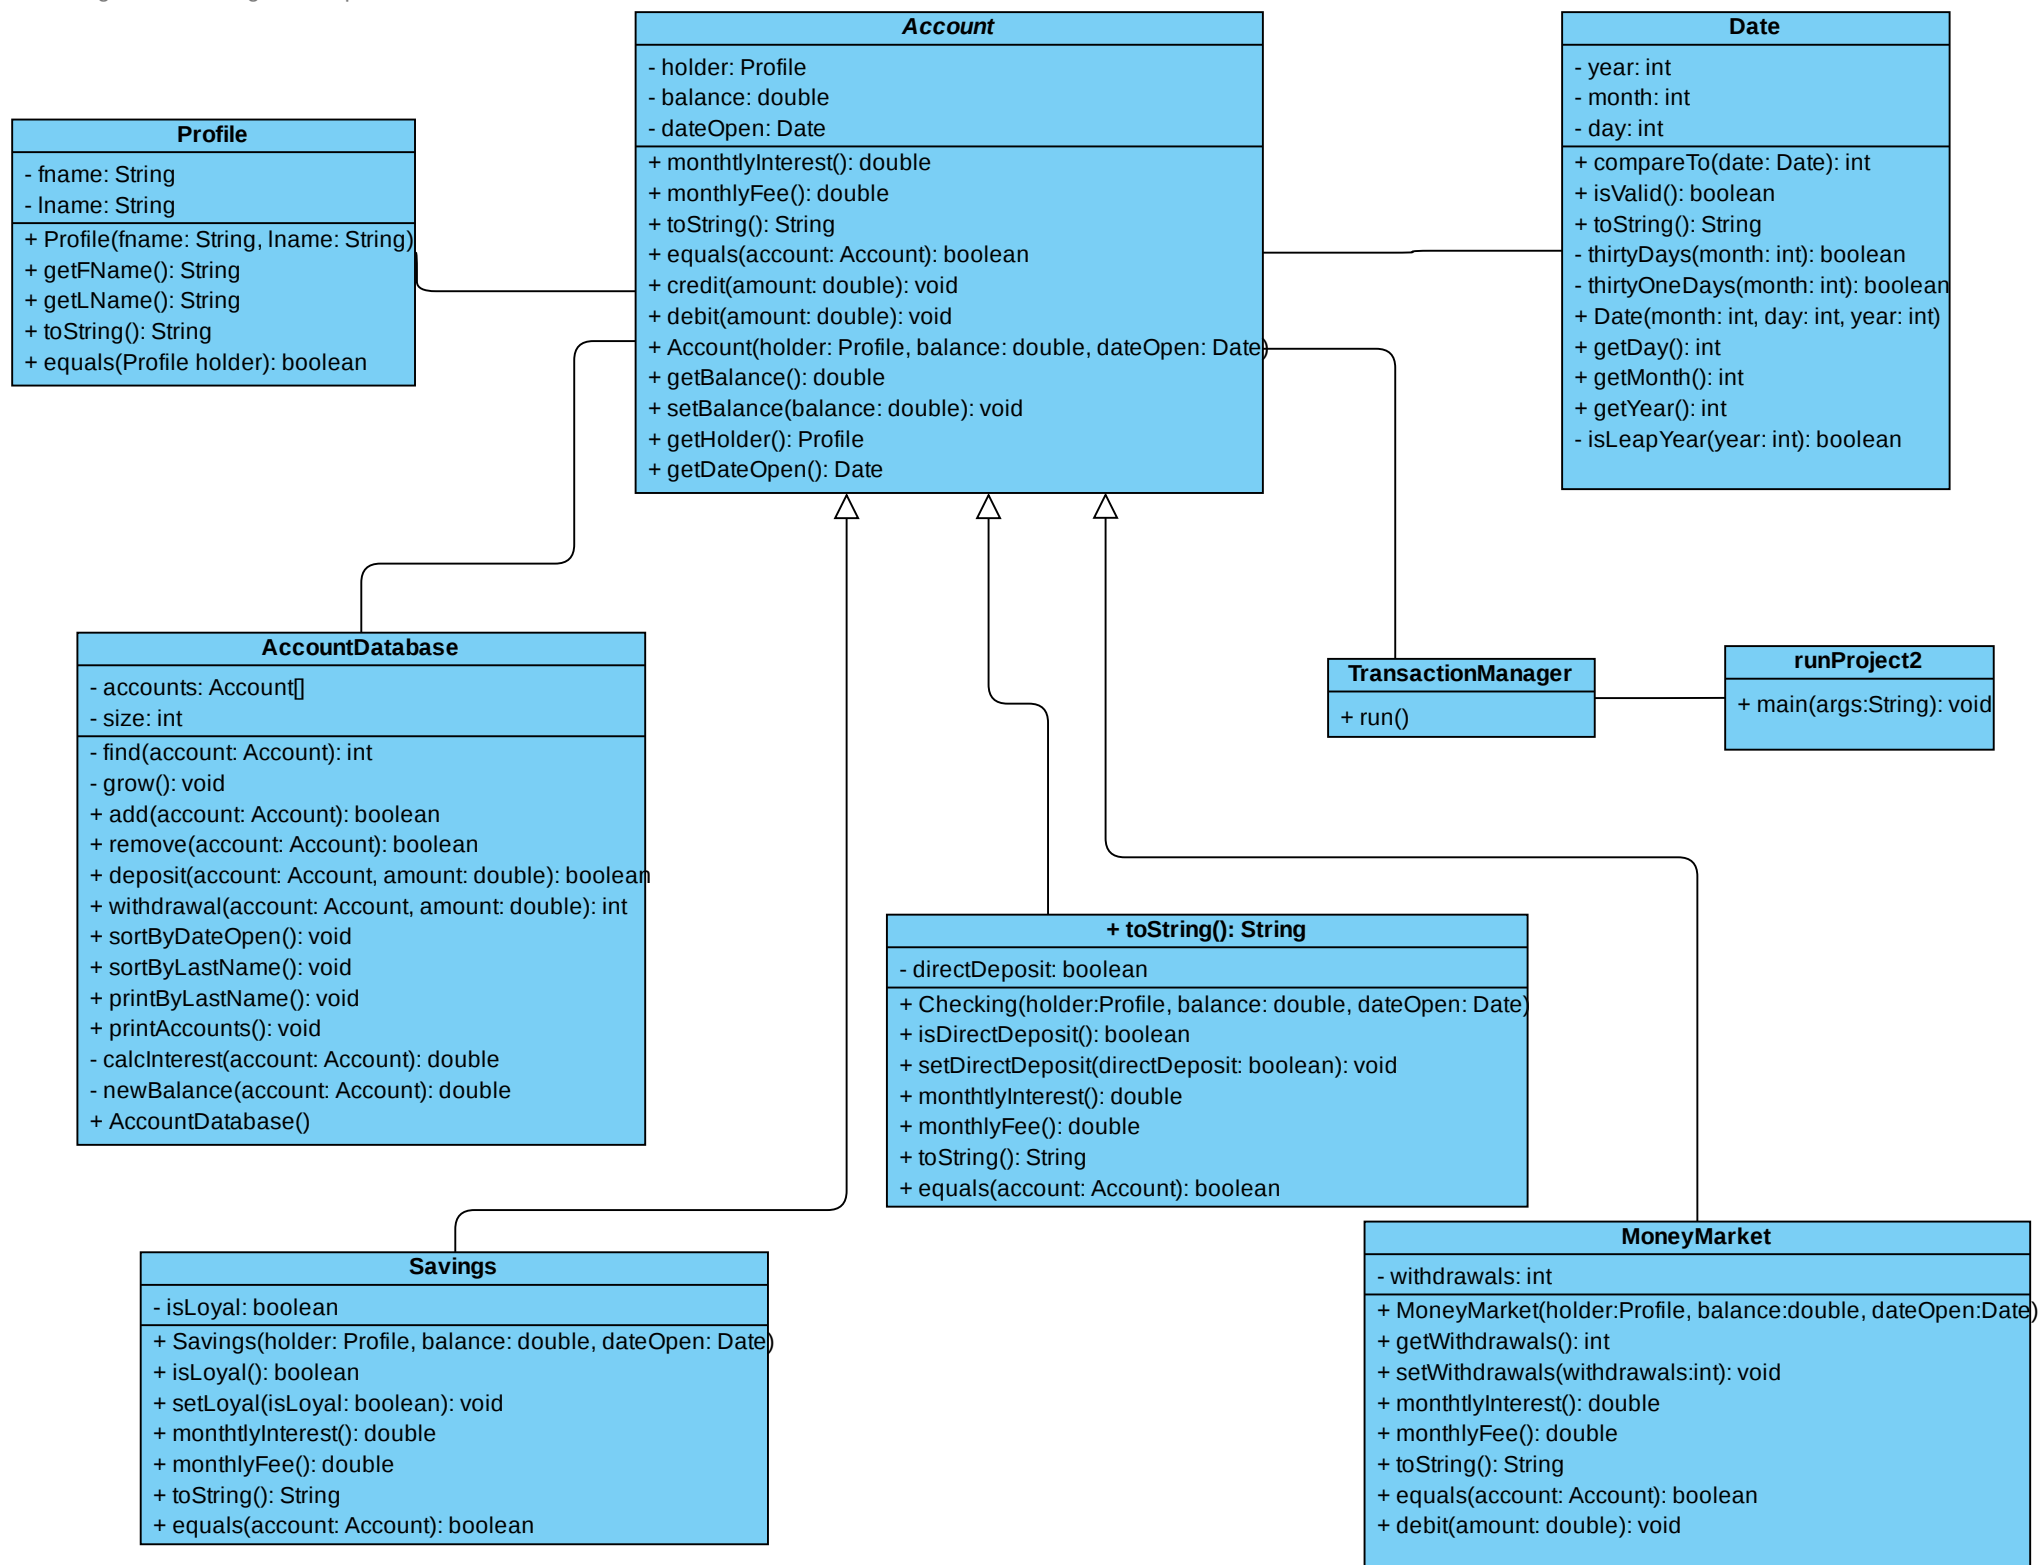 Account
- holder: Profile
- balance: double
- dateOpen: Date
+ monthtlyInterest(): double
+ monthlyFee(): double
+ toString(): String
+ equals(account: Account): boolean
+ credit(amount: double): void
+ debit(amount: double): void
+ Account(holder: Profile, balance: double, dateOpen: Date)
+ getBalance(): double
+ setBalance(balance: double): void
+ getHolder(): Profile
+ getDateOpen(): Date
Date
- year: int
- month: int
- day: int
+ compareTo(date: Date): int
+ isValid(): boolean
+ toString(): String
- thirtyDays(month: int): boolean
- thirtyOneDays(month: int): boolean
+ Date(month: int, day: int, year: int)
+ getDay(): int
+ getMonth(): int
+ getYear(): int
- isLeapYear(year: int): boolean
Profile
- fname: String
- lname: String
+ Profile(fname: String, lname: String)
+ getFName(): String
+ getLName(): String
+ toString(): String
+ equals(Profile holder): boolean
AccountDatabase
- accounts: Account[]
- size: int
- find(account: Account): int
- grow(): void
+ add(account: Account): boolean
+ remove(account: Account): boolean
+ deposit(account: Account, amount: double): boolean
+ withdrawal(account: Account, amount: double): int
+ sortByDateOpen(): void
+ sortByLastName(): void
+ printByLastName(): void
+ printAccounts(): void
- calcInterest(account: Account): double
- newBalance(account: Account): double
+ AccountDatabase()
TransactionManager
+ run()
runProject2
+ main(args:String): void
+ toString(): String
- directDeposit: boolean
+ Checking(holder:Profile, balance: double, dateOpen: Date)
+ isDirectDeposit(): boolean
+ setDirectDeposit(directDeposit: boolean): void
+ monthtlyInterest(): double
+ monthlyFee(): double
+ toString(): String
+ equals(account: Account): boolean
Savings
- isLoyal: boolean
+ Savings(holder: Profile, balance: double, dateOpen: Date)
+ isLoyal(): boolean
+ setLoyal(isLoyal: boolean): void
+ monthtlyInterest(): double
+ monthlyFee(): double
+ toString(): String
+ equals(account: Account): boolean
MoneyMarket
- withdrawals: int
+ MoneyMarket(holder:Profile, balance:double, dateOpen:Date)
+ getWithdrawals(): int
+ setWithdrawals(withdrawals:int): void
+ monthtlyInterest(): double
+ monthlyFee(): double
+ toString(): String
+ equals(account: Account): boolean
+ debit(amount: double): void